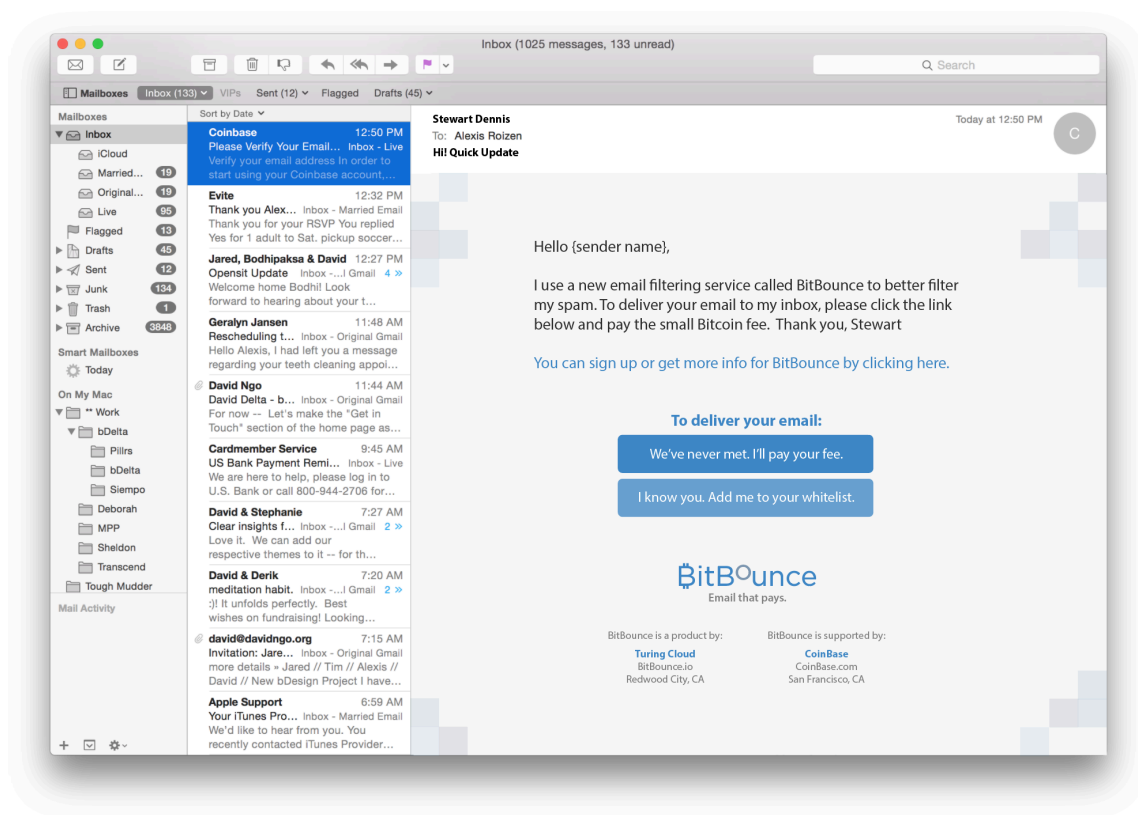 Inbox (1025 messages, 133 unread)
Search
Mailboxes
Inbox (133)
VIPs
Sent (12)
Flagged
Drafts (45)
Mailboxes
Inbox
iCloud
Married... 19
Original... 19
Live 95
Flagged 13
Drafts 45
Sent 12
Junk 134
Trash 1
Archive 3848
Smart Mailboxes
Today
On My Mac
** Work
bDelta
Pillrs
bDelta
Siempo
Deborah
MPP
Sheldon
Transcend
Tough Mudder
Mail Activity
Sort by Date
Coinbase 12:50 PM
Please Verify Your Email... Inbox - Live
Verify your email address In order to
start using your Coinbase account,...
Evite 12:32 PM
Thank you Alex... Inbox - Married Email
Thank you for your RSVP You replied
Yes for 1 adult to Sat. pickup soccer...
Jared, Bodhipaksa & David 12:27 PM
Opensit Update Inbox -...l Gmail 4 »
Welcome home Bodhi! Look
forward to hearing about your t...
Geralyn Jansen 11:48 AM
Rescheduling t... Inbox - Original Gmail
Hello Alexis, I had left you a message
regarding your teeth cleaning appoi...
David Ngo 11:44 AM
David Delta - b... Inbox - Original Gmail
For now -- Let's make the "Get in
Touch" section of the home page as...
Cardmember Service 9:45 AM
US Bank Payment Remi... Inbox - Live
We are here to help, please log in to
U.S. Bank or call 800-944-2706 for...
David & Stephanie 7:27 AM
Clear insights f... Inbox -...l Gmail 2 »
Love it. We can add our
respective themes to it -- for th...
David & Derik 7:20 AM
meditation habit. Inbox -...l Gmail 2 »
:)! It unfolds perfectly. Best
wishes on fundraising! Looking...
david@davidngo.org 7:15 AM
Invitation: Jare... Inbox - Original Gmail
more details » Jared // Tim // Alexis //
David // New bDesign Project I have...
Apple Support 6:59 AM
Your iTunes Pro... Inbox - Married Email
We'd like to hear from you. You
recently contacted iTunes Provider...
Stewart Dennis
Today at 12:50 PM
C
To: Alexis Roizen
Hi! Quick Update
Hello {sender name},
I use a new email filtering service called BitBounce to better filter
my spam. To deliver your email to my inbox, please click the link
below and pay the small Bitcoin fee. Thank you, Stewart
You can sign up or get more info for BitBounce by clicking here.
To deliver your email:
We've never met. I'll pay your fee.
I know you. Add me to your whitelist.
BitBounce
Email that pays.
BitBounce is a product by:
Turing Cloud
BitBounce.io
Redwood City, CA
BitBounce is supported by:
CoinBase
CoinBase.com
San Francisco, CA